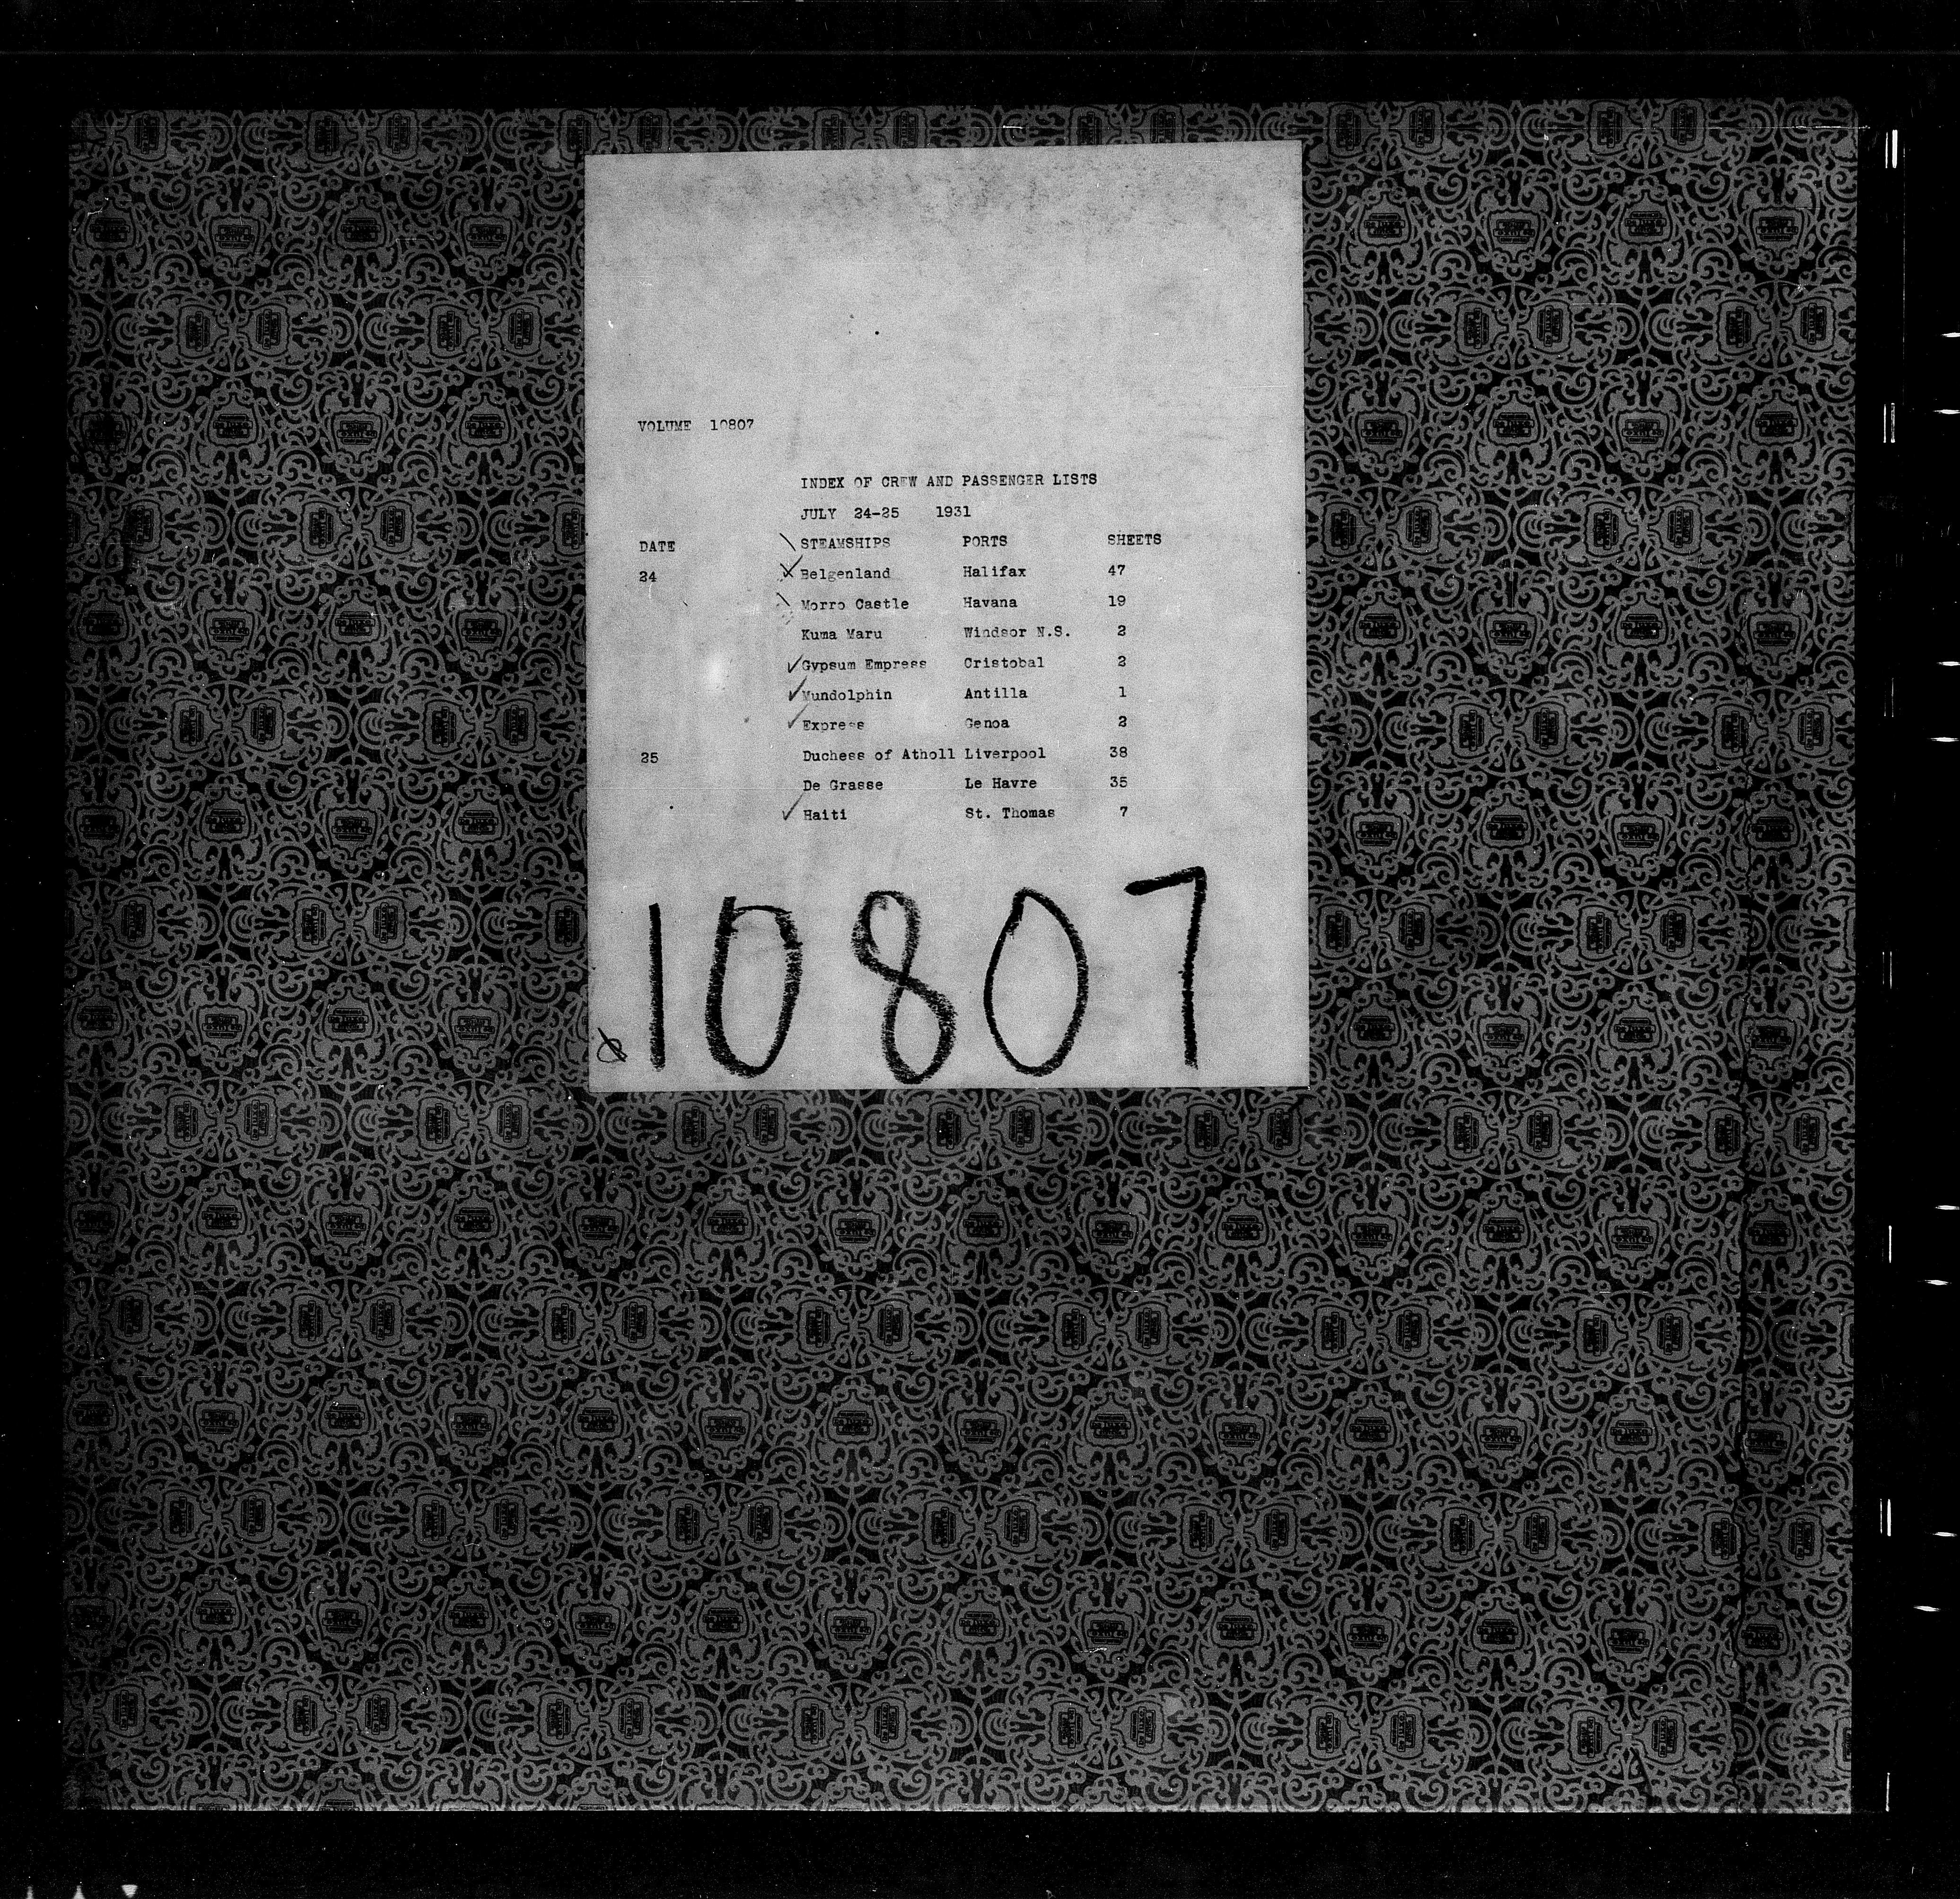 VOLUME 10807
INDEX OF CREW AND PASSENGER LISTS
JULY 24-25 1931
DATE STEAMSHIPS PORTS SHEETS
24 Belgenland Halifax 47
Morro Castle Havana 19
Kuma Maru Windsor N.S. 2
Gypsum Empress Cristobal 2
Mundolphin Antilla 1
Express Genoa 2
25 Duchess of Atholl Liverpool 38
De Grasse Le Havre 35
Haiti St. Thomas 7
10807